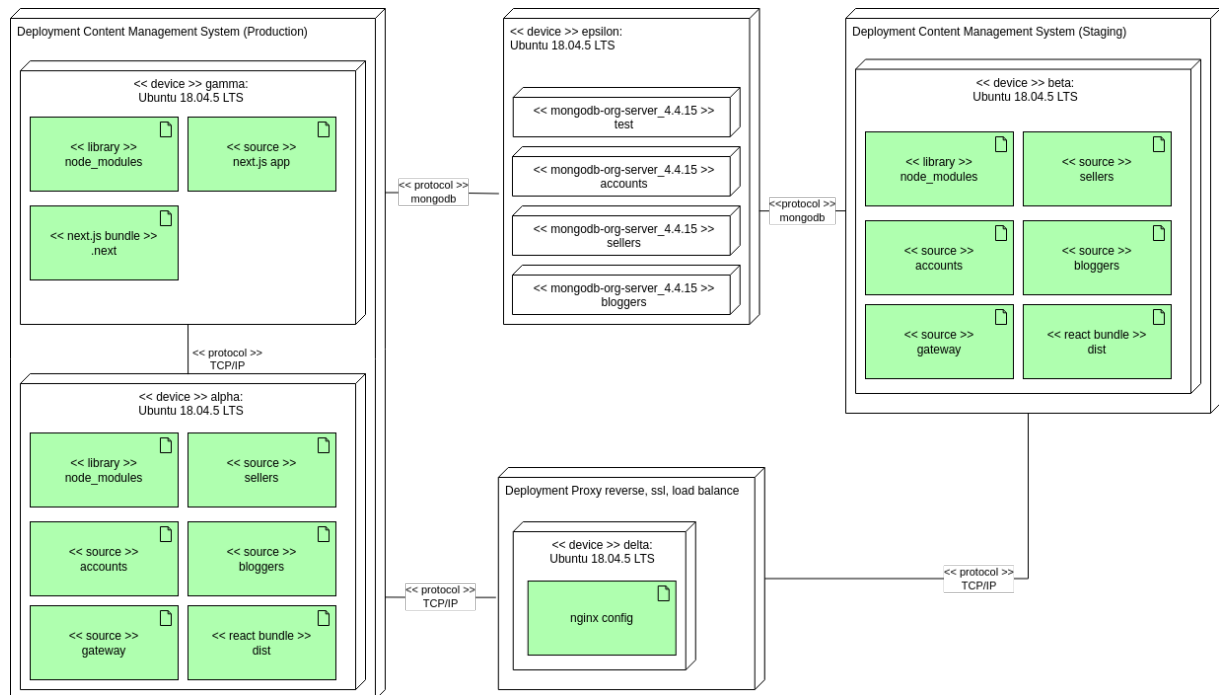 Deployment Content Management System (Production)
<< device >> gamma:
Ubuntu 18.04.5 LTS
<< library >>
node_modules
<< source >>
next.js app
<< next.js bundle >>
.next
<< protocol >>
TCP/IP
<< device >> alpha:
Ubuntu 18.04.5 LTS
<< library >>
node_modules
<< source >>
sellers
<< source >>
accounts
<< source >>
bloggers
<< source >>
gateway
<< react bundle >>
dist
<< protocol >>
mongodb
<< device >> epsilon:
Ubuntu 18.04.5 LTS
<< mongodb-org-server_4.4.15 >>
test
<< mongodb-org-server_4.4.15 >>
accounts
<< mongodb-org-server_4.4.15 >>
sellers
<< mongodb-org-server_4.4.15 >>
bloggers
<<protocol >>
mongodb
Deployment Content Management System (Staging)
<< device >> beta:
Ubuntu 18.04.5 LTS
<< library >>
node_modules
<< source >>
sellers
<< source >>
accounts
<< source >>
bloggers
<< source >>
gateway
<< react bundle >>
dist
<< protocol >>
TCP/IP
Deployment Proxy reverse, ssl, load balance
<< device >> delta:
Ubuntu 18.04.5 LTS
nginx config
<< protocol >>
TCP/IP